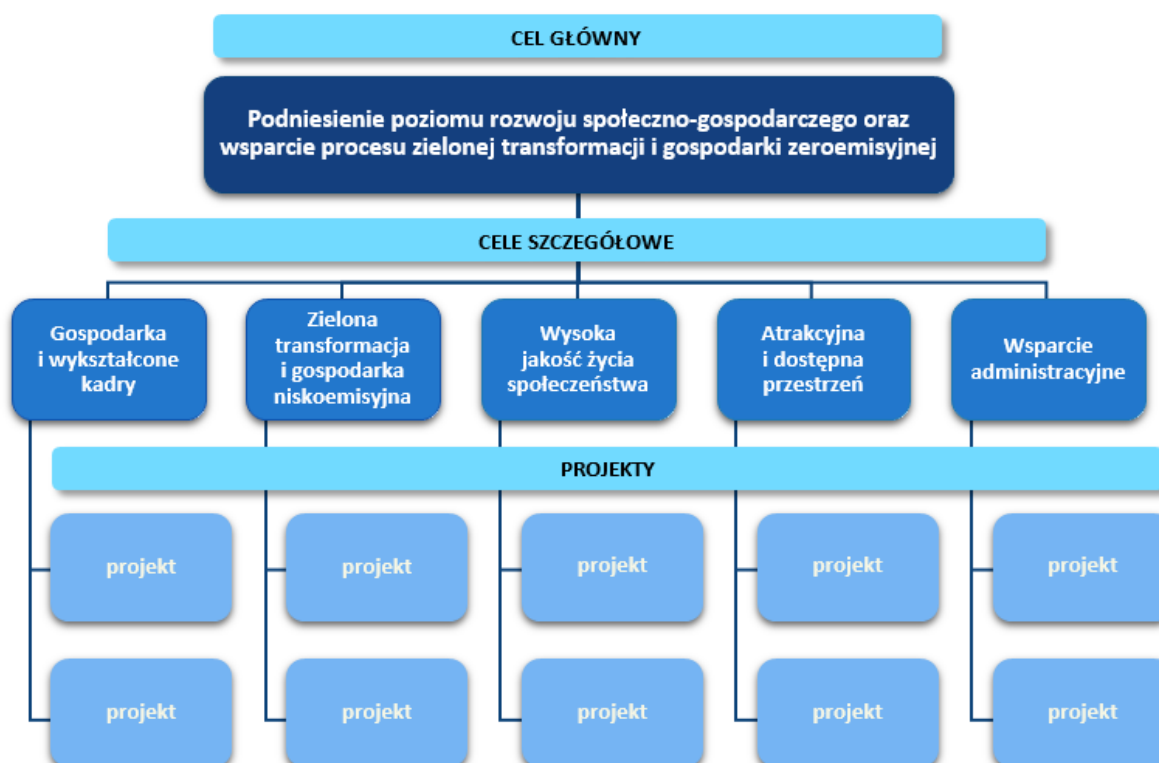 CEL GŁÓWNY
Podniesienie poziomu rozwoju społeczno-gospodarczego oraz
wsparcie procesu zielonej transformacji i gospodarki zeroemisyjnej
CELE SZCZEGÓŁOWE
Gospodarka
i wykształcone
kadry
Zielona
transformacja
i gospodarka
niskoemisyjna
Wysoka
jakość życia
społeczeństwa
Atrakcyjna
i dostępna
przestrzeń
Wsparcie
administracyjne
PROJEKTY
projekt
projekt
projekt
projekt
projekt
projekt
projekt
projekt
projekt
projekt